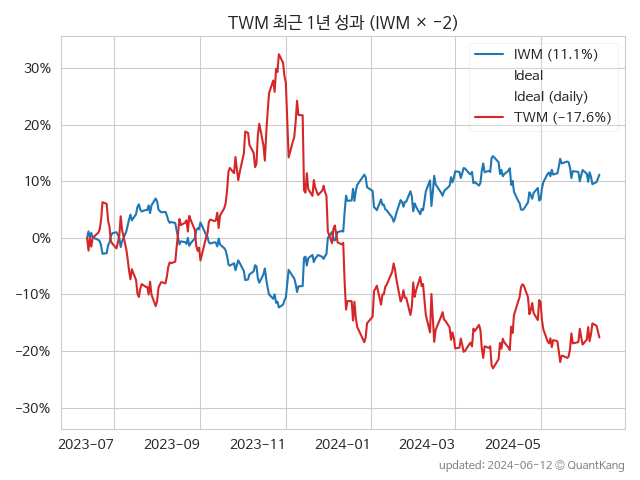 TWM 최근 1년 성과 (IWM × −2)
IWM (11.1%)
Ideal
Ideal (daily)
TWM (−17.6%)
30%
20%
10%
0%
−10%
−20%
−30%
2023−07
2023−09
2023−11
2024−01
2024−03
2024−05
updated: 2024-06-12 © QuantKang